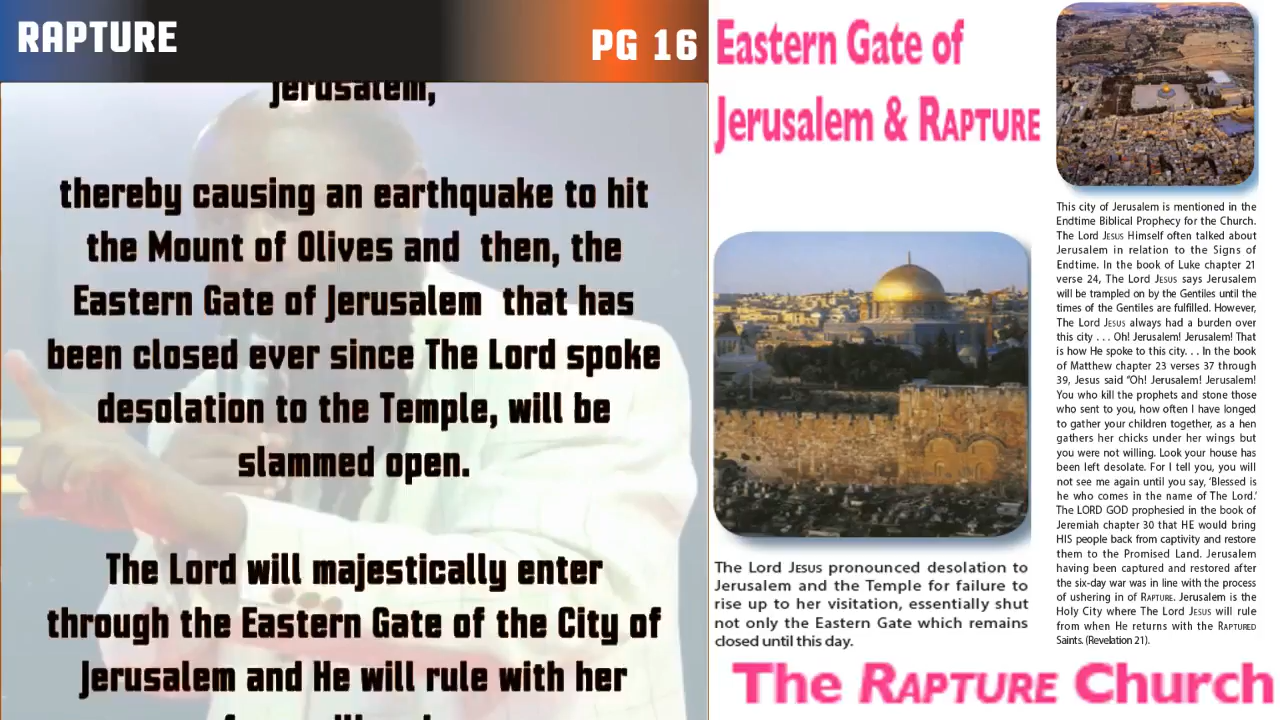 RAPTURE
PG 16
Jerusalem,
thereby causing an earthquake to hit
the Mount of Olives and then, the
Eastern Gate of Jerusalem that has
been closed ever since The Lord spoke
desolation to the Temple, will be
slammed open.
The Lord will majestically enter
through the Eastern Gate of the City of
Jerusalem and He will rule with her
Eastern Gate of
Jerusalem & RAPTURE
The Lord JESUS pronounced desolation to
Jerusalem and the Temple for failure to
rise up to her visitation, essentially shut
not only the Eastern Gate which remains
closed until this day.
This city of Jerusalem is mentioned in the
Endtime Biblical Prophecy for the Church.
The Lord JESUS Himself often talked about
Jerusalem in relation to the Signs of
Endtime. In the book of Luke chapter 21
verse 24, The Lord JESUS says Jerusalem
will be trampled on by the Gentiles until the
times of the Gentiles are fulfilled. However,
The Lord JESUS always had a burden over
this city . . . Oh! Jerusalem! Jerusalem! That
is how He spoke to this city. . . In the book
of Matthew chapter 23 verses 37 through
39, Jesus said "Oh! Jerusalem! Jerusalem!
You who kill the prophets and stone those
who sent to you, how often I have longed
to gather your children together, as a hen
gathers her chicks under her wings but
you were not willing. Look your house has
been left desolate. For I tell you, you will
not see me again until you say, 'Blessed is
he who comes in the name of The Lord.'
The LORD GOD prophesied in the book of
Jeremiah chapter 30 that HE would bring
HIS people back from captivity and restore
them to the Promised Land. Jerusalem
having been captured and restored after
the six-day war was in line with the process
of ushering in of RAPTURE. Jerusalem is the
Holy City where The Lord JESUS will rule
from when He returns with the RAPTURED
Saints. (Revelation 21).
The RAPTURE Church